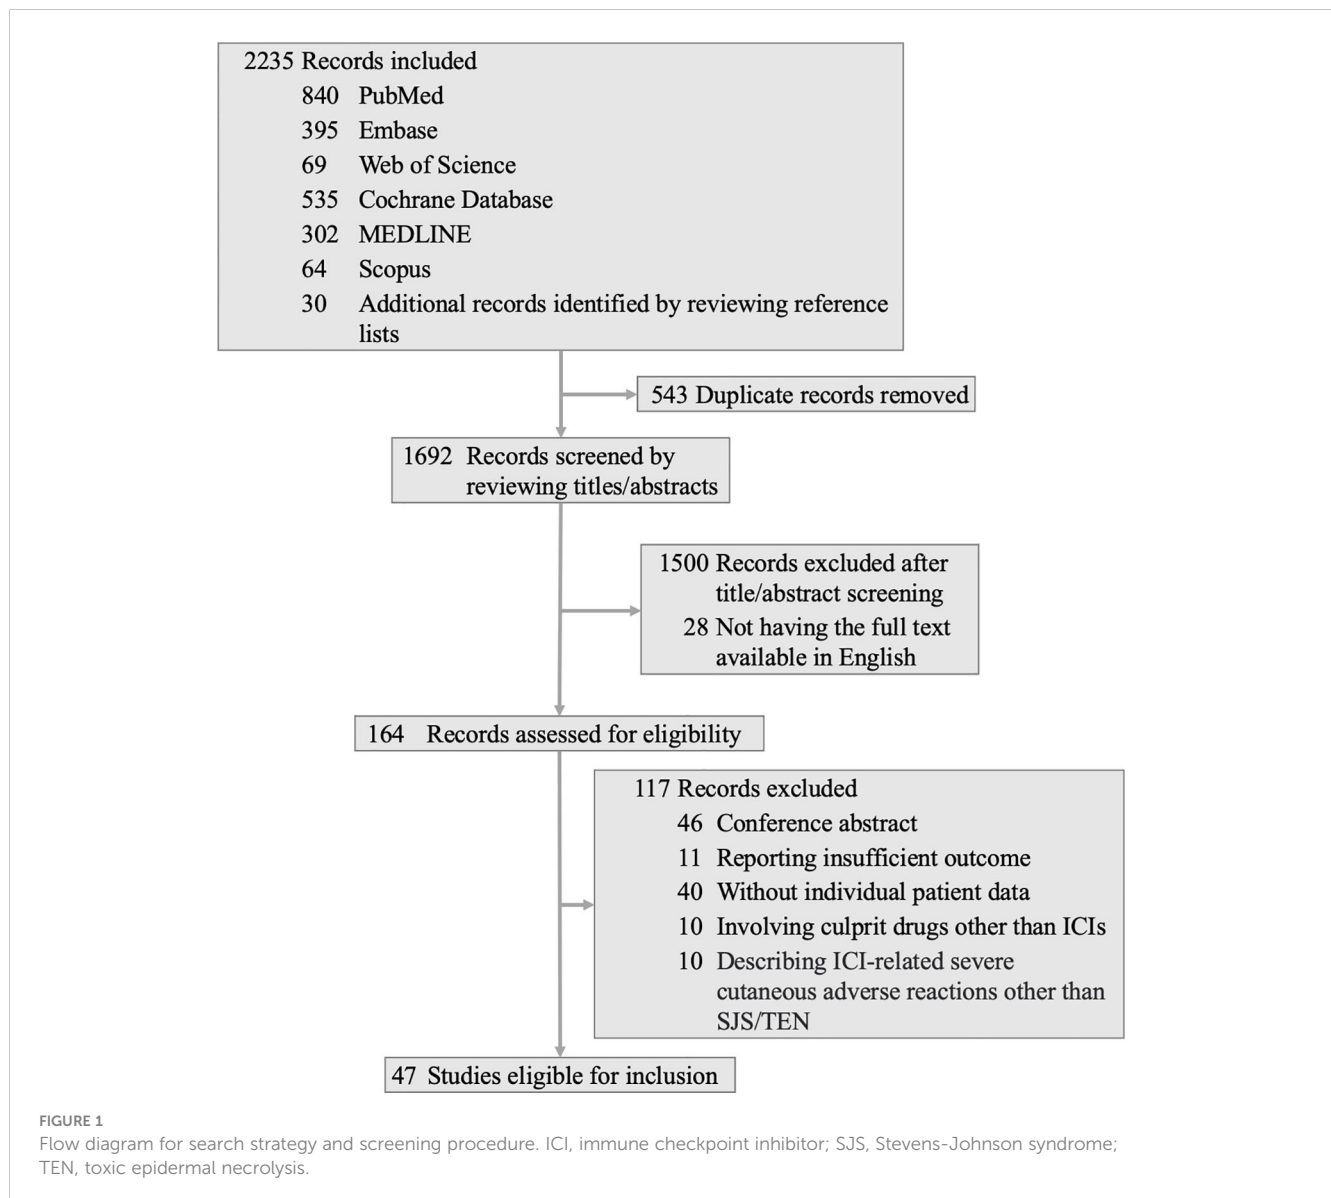 2235 Records included
840 PubMed
395 Embase
69 Web of Science
535 Cochrane Database
302 MEDLINE
64 Scopus
30 Additional records identified by reviewing reference
lists
543 Duplicate records removed
1692 Records screened by
reviewing titles/abstracts
1500 Records excluded after
title/abstract screening
28 Not having the full text
available in English
164 Records assessed for eligibility
117 Records excluded
46 Conference abstract
11 Reporting insufficient outcome
40 Without individual patient data
10 Involving culprit drugs other than ICIs
10 Describing ICI-related severe
cutaneous adverse reactions other than
SJS/TEN
47 Studies eligible for inclusion
FIGURE 1
Flow diagram for search strategy and screening procedure. ICI, immune checkpoint inhibitor; SJS, Stevens-Johnson syndrome;
TEN, toxic epidermal necrolysis.